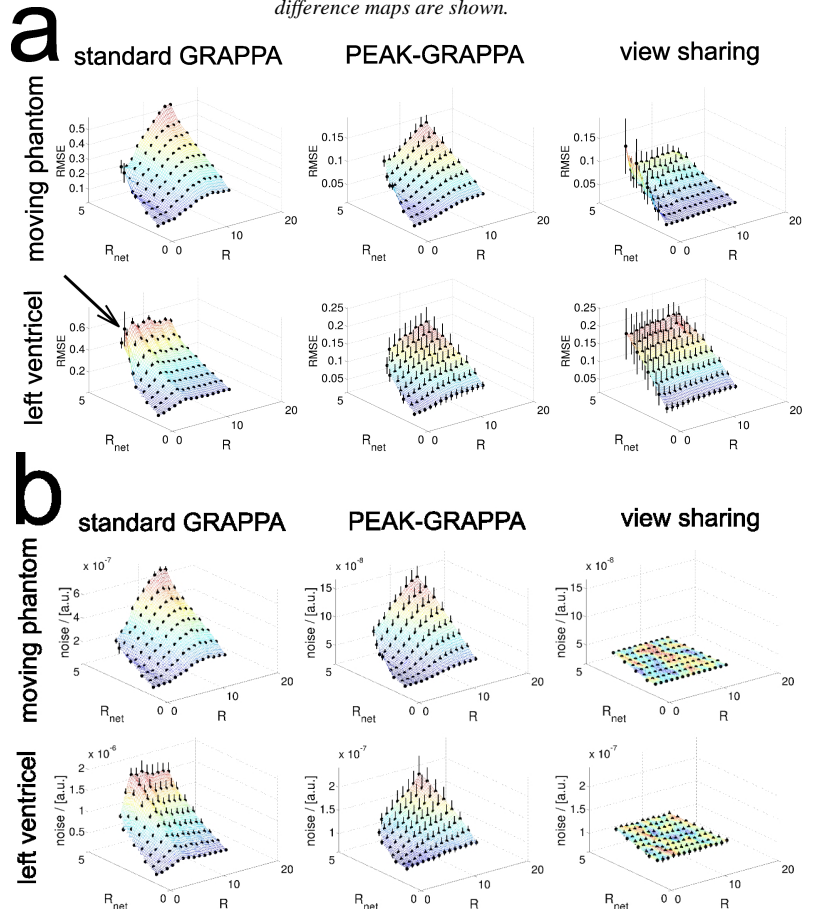 difference maps are shown.
a
standard GRAPPA PEAK-GRAPPA view sharing
moving phantom
RMSE 0.5 0.4 0.3 0.2 0.1 5 R_net 0 0 10 R 20
RMSE 0.15 0.1 0.05 5 R_net 0 0 10 R 20
RMSE 0.15 0.1 0.05 5 R_net 0 0 10 R 20
left ventricel
RMSE 0.6 0.4 0.2 5 R_net 0 0 10 R 20
RMSE 0.25 0.2 0.15 0.1 0.05 5 R_net 0 0 10 R 20
RMSE 0.25 0.2 0.15 0.1 0.05 5 R_net 0 0 10 R 20
b
standard GRAPPA PEAK-GRAPPA view sharing
moving phantom
x 10^-7 noise / [a.u.] 6 4 2 5 R_net 0 0 10 R 20
x 10^-8 noise / [a.u.] 15 10 5 5 R_net 0 0 10 R 20
x 10^-8 noise / [a.u.] 15 10 5 5 R_net 0 0 10 R 20
left ventricel
x 10^-6 noise / [a.u.] 2 1.5 1 0.5 5 R_net 0 0 10 R 20
x 10^-7 noise / [a.u.] 2 1.5 1 5 R_net 0 0 10 R 20
x 10^-7 noise / [a.u.] 2 1.5 1 5 R_net 0 0 10 R 20